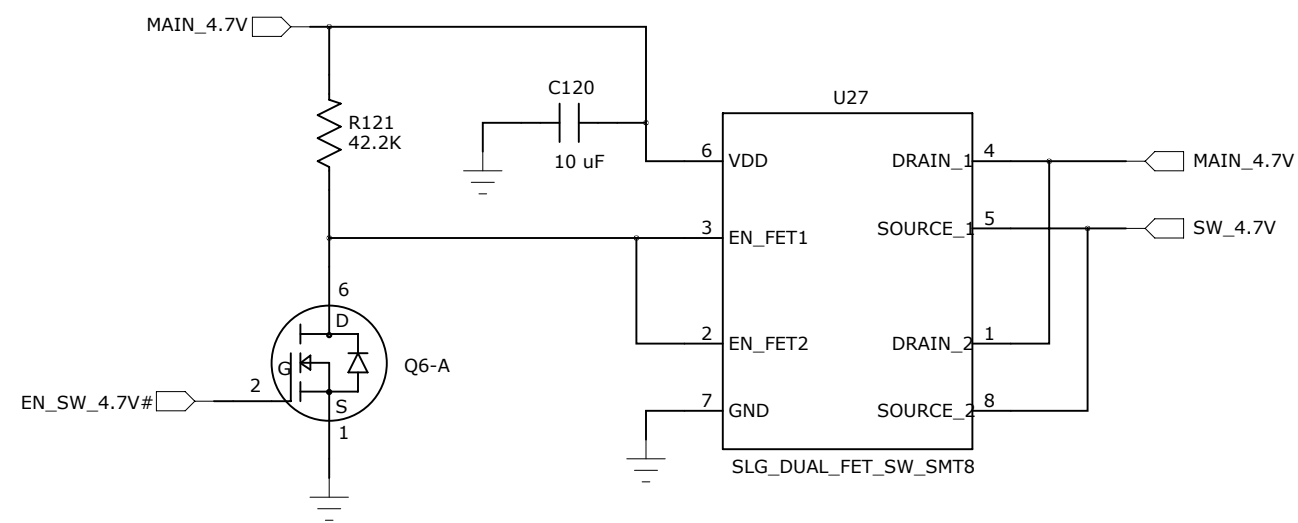 MAIN_4.7V
C120
U27
R121
42.2K
10 uF
6 VDD DRAIN_1 4 MAIN_4.7V
3 EN_FET1 SOURCE_1 5 SW_4.7V
6
D
2 EN_FET2 DRAIN_2 1
G Q6-A
EN_SW_4.7V# 2
S
7 GND SOURCE_2 8
1
SLG_DUAL_FET_SW_SMT8